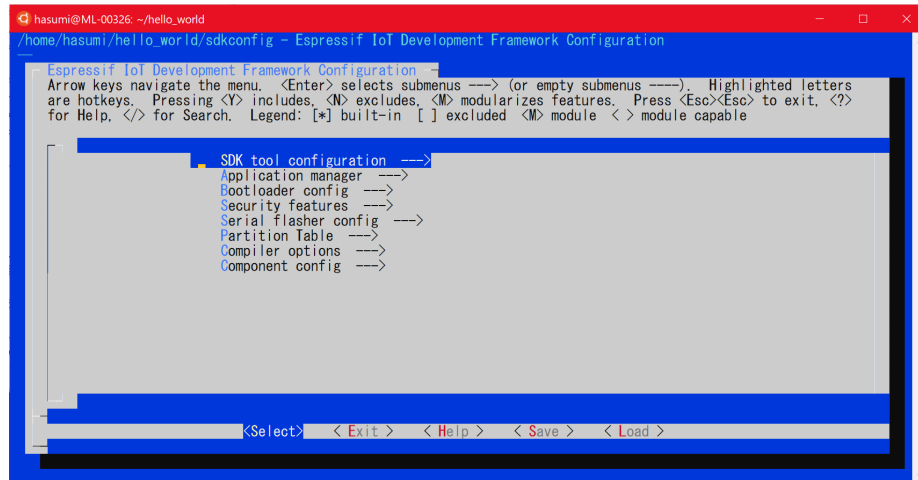 hasumi@ML-00326: ~/hello_world
/home/hasumi/hello_world/sdkconfig - Espressif IoT Development Framework Configuration
Espressif IoT Development Framework Configuration
Arrow keys navigate the menu. <Enter> selects submenus ---> (or empty submenus ----). Highlighted letters
are hotkeys. Pressing <Y> includes, <N> excludes, <M> modularizes features. Press <Esc><Esc> to exit, <?>
for Help, </> for Search. Legend: [*] built-in [ ] excluded <M> module < > module capable
SDK tool configuration --->
Application manager --->
Bootloader config --->
Security features --->
Serial flasher config --->
Partition Table --->
Compiler options --->
Component config --->
<Select> < Exit > < Help > < Save > < Load >